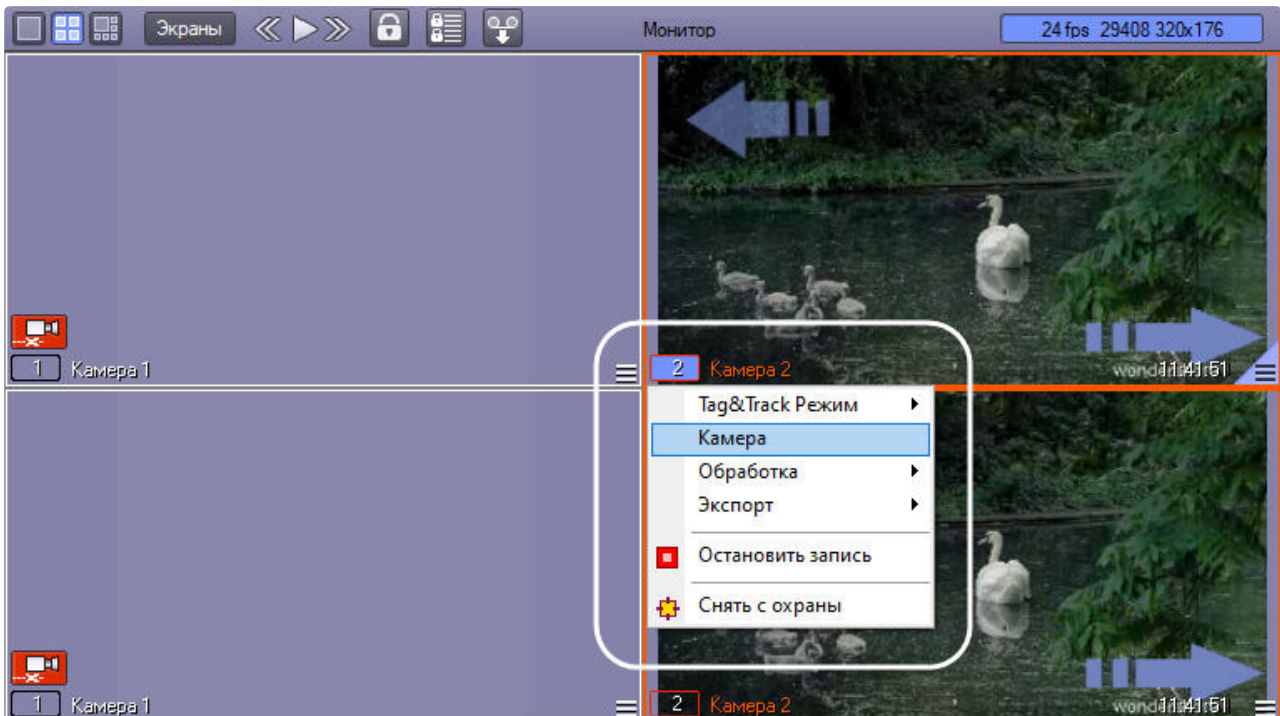 Экраны
Монитор
24 fps 29408 320x176
1 Камера 1
2 Камера 2
11:41:51
Tag&Track Режим
Камера
Обработка
Экспорт
Остановить запись
Снять с охраны
1 Камера 1
2 Камера 2
11:41:51